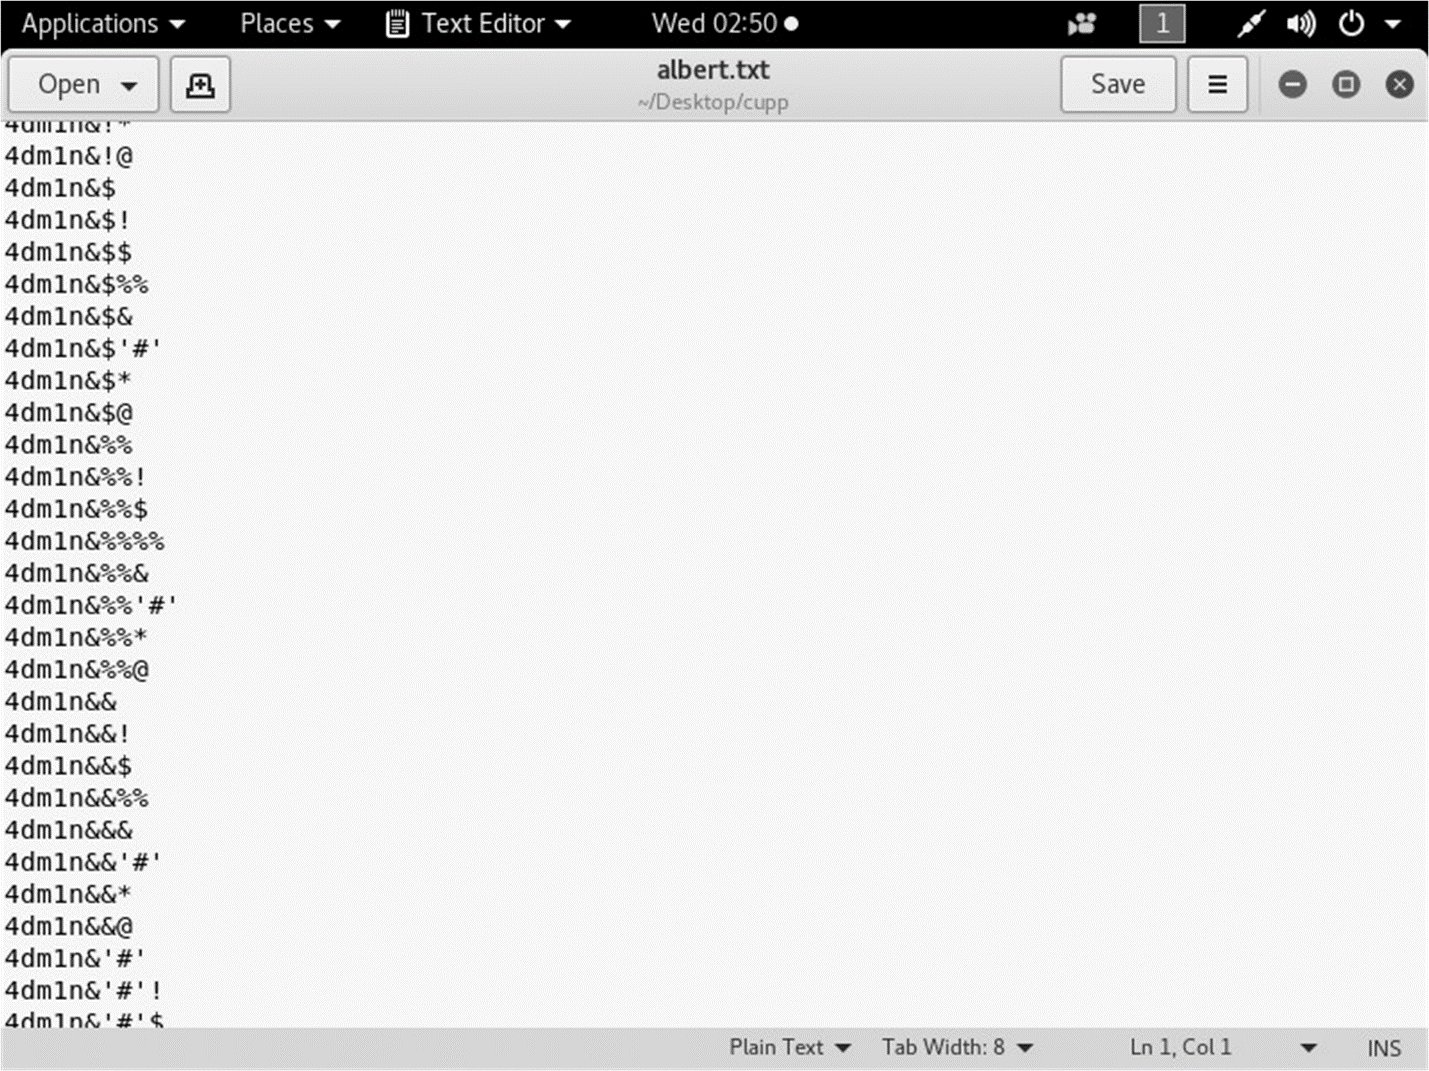 Applications Places Text Editor Wed 02:50 1
Open albert.txt Save
~/Desktop/cupp
4dm1n&!*
4dm1n&!@
4dm1n&$
4dm1n&$!
4dm1n&$$
4dm1n&$%%
4dm1n&$&
4dm1n&$'#'
4dm1n&$*
4dm1n&$@
4dm1n&%%
4dm1n&%%!
4dm1n&%%$
4dm1n&%%%%
4dm1n&%%&
4dm1n&%%'#'
4dm1n&%%*
4dm1n&%%@
4dm1n&&
4dm1n&&!
4dm1n&&$
4dm1n&&%%
4dm1n&&&
4dm1n&&'#'
4dm1n&&*
4dm1n&&@
4dm1n&'#'
4dm1n&'#'!
4dm1n&'#'$
Plain Text Tab Width: 8 Ln 1, Col 1 INS